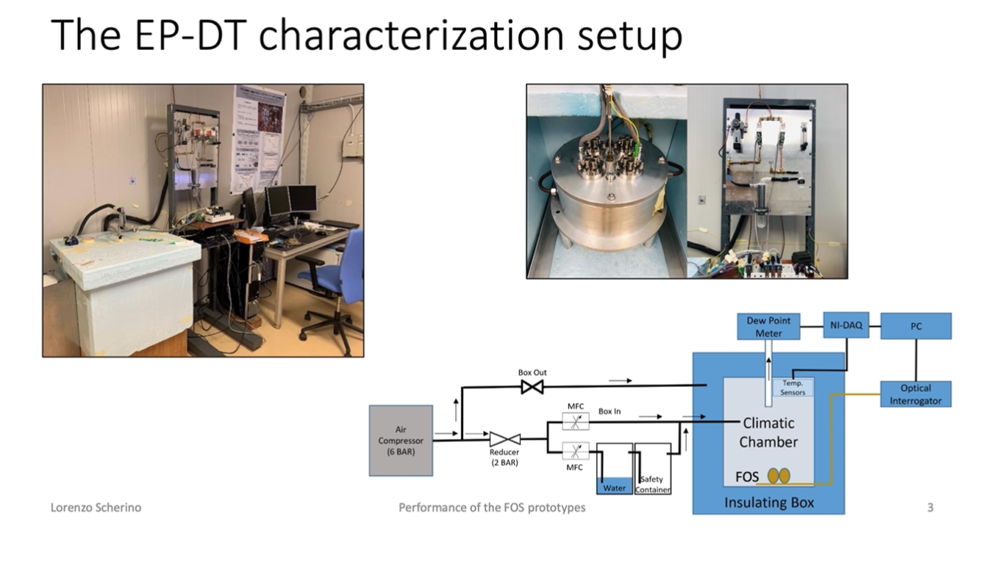 The EP-DT characterization setup
Dew Point
Meter
NI-DAQ
PC
Box Out
Temp.
Sensors
Optical
Interrogator
MFC
Box In
Air
Compressor
(6 BAR)
Climatic
Chamber
Reducer
(2 BAR)
MFC
FOS
Water
Safety
Container
Insulating Box
Lorenzo Scherino
Performance of the FOS prototypes
3